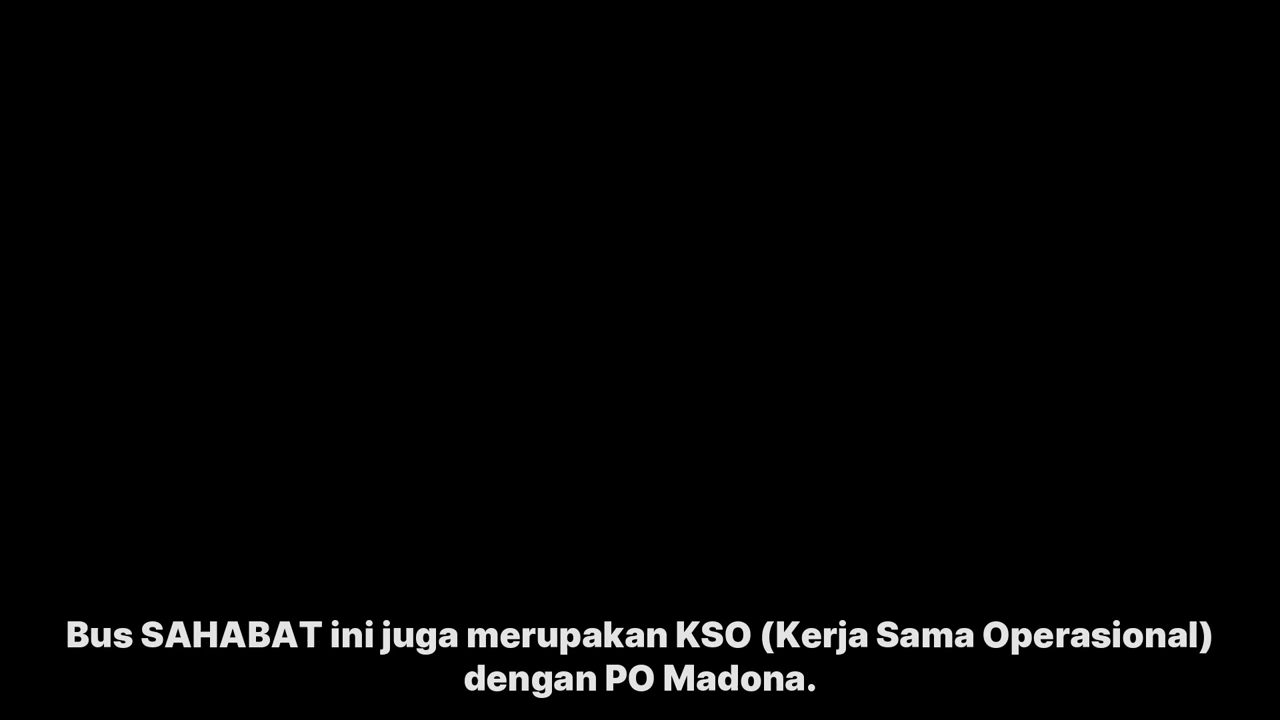 Bus SAHABAT ini juga merupakan KSO (Kerja Sama Operasional)
dengan PO Madona.